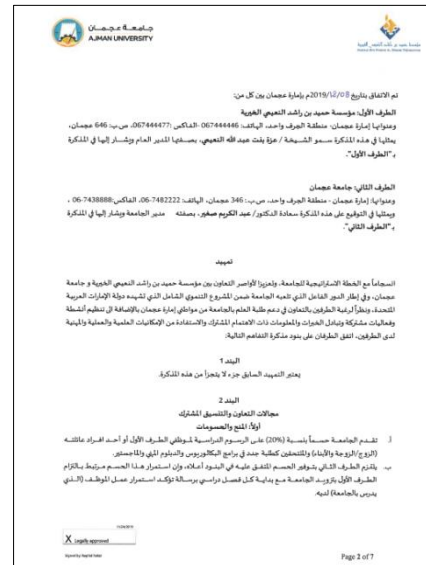 جامعة عجمان
AJMAN UNIVERSITY
تم الاتفاق بتاريخ 2019/12/08م بإمارة عجمان بين كل من:
الطرف الأول: مؤسسة حميد بن راشد النعيمي الخيرية
وعنوانها إمارة عجمان- منطقة الجرف واحد، الهاتف: 067444446 -الفاكس:067444477، ص.ب: 646 عجمان،
يمثلها في هذه المذكرة سمو الشيخة / عزة بنت عبد الله النعيمي، بصفتها المدير العام ويشار إليها في المذكرة
بـ "الطرف الأول".
الطرف الثاني: جامعة عجمان
وعنوانها: إمارة عجمان - منطقة الجرف واحد، ص.ب: 346 عجمان، الهاتف: 7482222-06، الفاكس:7438888-06 ،
ويمثلها في التوقيع على هذه المذكرة سعادة الدكتور/ عبد الكريم صغير، بصفته مدير الجامعة ويشار إليها في المذكرة
بـ "الطرف الثاني".
تمهيد
انسجاماً مع الخطة الاستراتيجية للجامعة، وتعزيزا لأواصر التعاون بين مؤسسة حميد بن راشد النعيمي الخيرية و جامعة
عجمان، وفي إطار الدور الفاعل الذي تلعبه الجامعة ضمن المشروع التنموي الشامل الذي تشهده دولة الإمارات العربية
المتحدة، ونظراً لرغبة الطرفين بالتعاون في دعم طلبة العلم بالجامعة من مواطني إمارة عجمان بالإضافة الى تنظيم أنشطة
وفعاليات مشتركة وتبادل الخبرات والمعلومات ذات الاهتمام المشترك والاستفادة من الإمكانيات العلمية والعملية والمهنية
لدى الطرفين، اتفق الطرفان على بنود مذكرة التفاهم التالية:
البند 1
يعتبر التمهيد السابق جزء لا يتجزأ من هذه المذكرة.
البند 2
مجالات التعاون والتنسيق المشترك
أولاً: المنح والخصومات
أ. تقدم الجامعة حسماً بنسبة (20%) على الرسوم الدراسية لموظفي الطرف الأول أو أحد افراد عائلته
(الزوج/الزوجة والأبناء) والملتحقين كطلبة جدد في برامج البكالوريوس والدبلوم المهني والماجستير.
ب. يلتزم الطرف الثاني بتوفير الحسم المتفق عليه في البنود أعلاه، وإن استمرار هذا الحسم مرتبط بالتزام
الطرف الأول بتزويد الجامعة مع بداية كل فصل دراسي برسالة تؤكد استمرار عمل الموظف (الذي
يدرس بالجامعة) لديه.
X Legally approved
Page 2 of 7